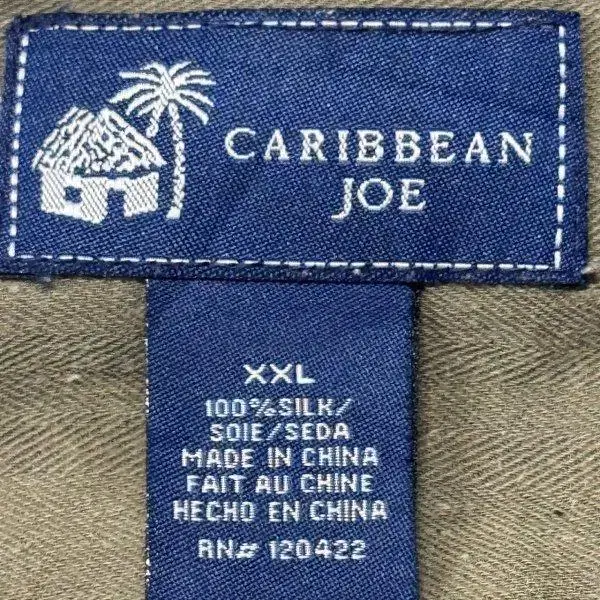 CARIBBEAN
JOE
XXL
100%SILK/
SOIE/SEDA
MADE IN CHINA
FAIT AU CHINE
HECHO EN CHINA
RN# 120422